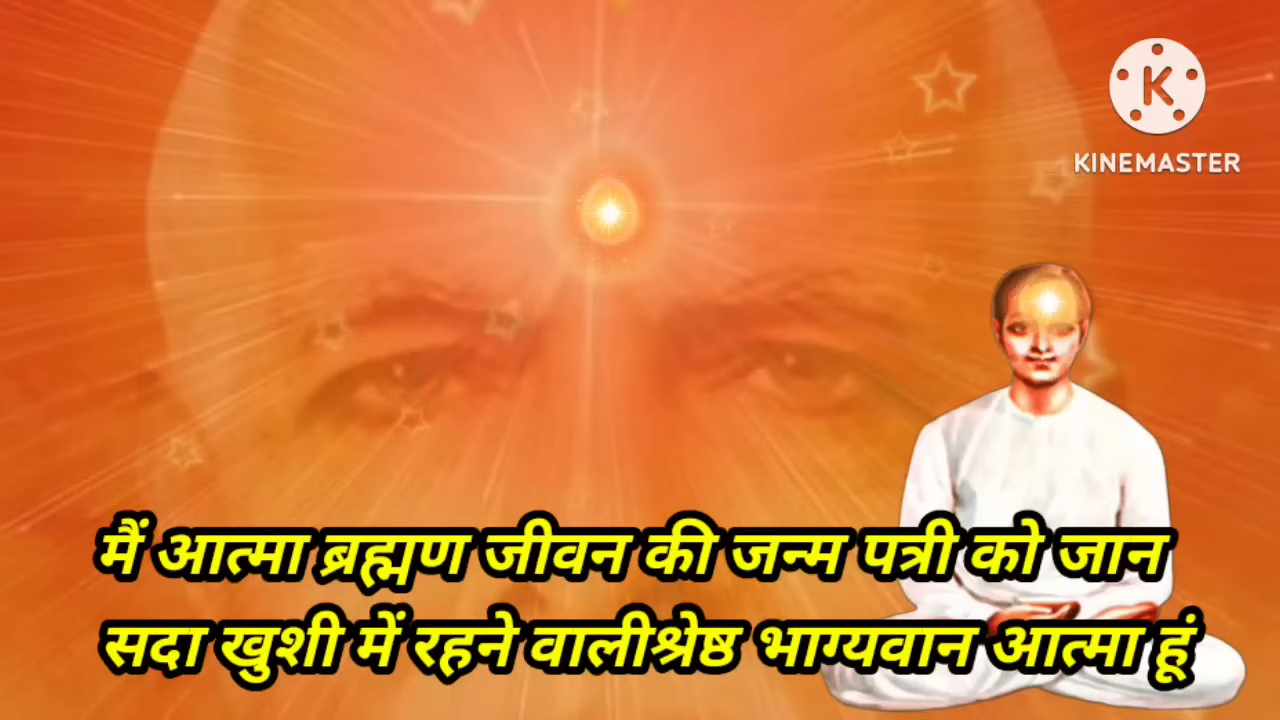 K
KINEMASTER
मैं आत्मा ब्रह्मण जीवन की जन्म पत्री को जान
सदा खुशी में रहने वालीश्रेष्ठ भाग्यवान आत्मा हूं